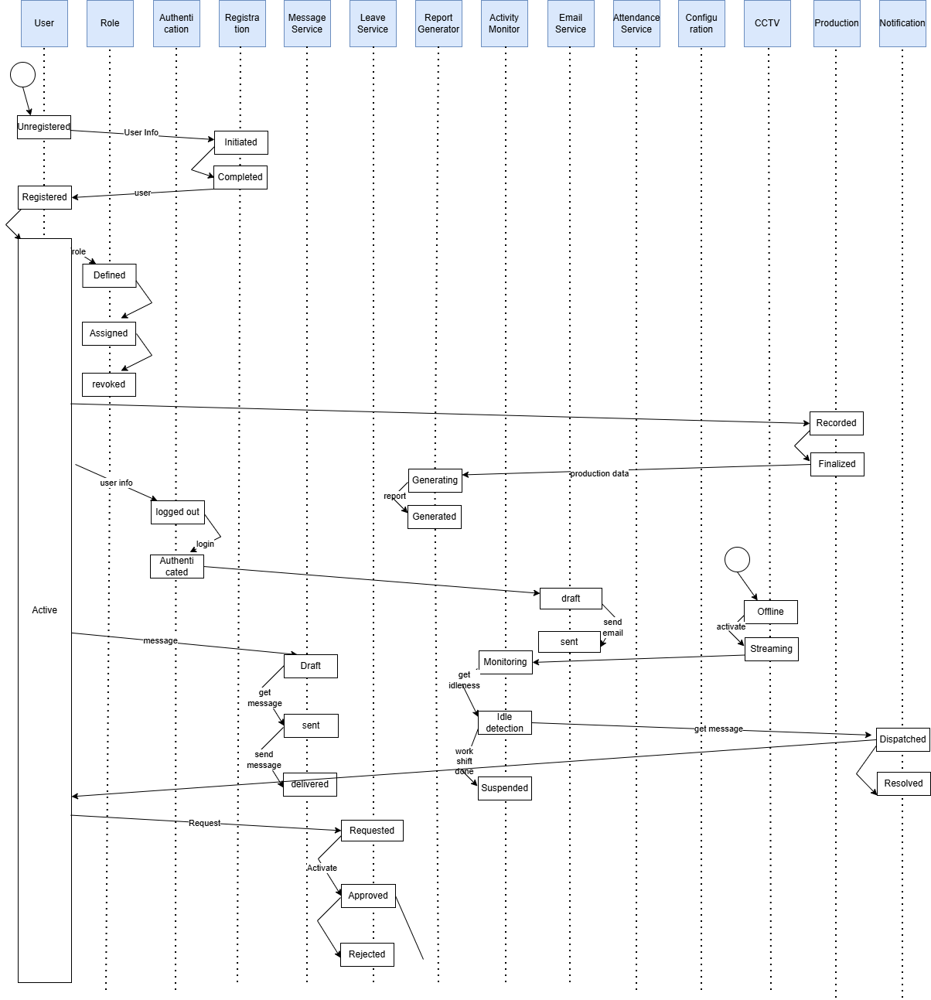 User
Role
Authenti
cation
Registra
tion
Message
Service
Leave
Service
Report
Generator
Activity
Monitor
Email
Service
Attendance
Service
Configu
ration
CCTV
Production
Notification
Unregistered
User Info
Initiated
Completed
user
Registered
role
Defined
Assigned
revoked
Recorded
Finalized
production data
Generating
report
Generated
user info
logged out
login
Authenti
cated
draft
send
email
sent
Offline
activate
Streaming
Active
message
Draft
get
message
sent
send
message
delivered
Monitoring
get
idleness
Idle
detection
work
shift
done
Suspended
get message
Dispatched
Resolved
Request
Requested
Activate
Approved
Rejected